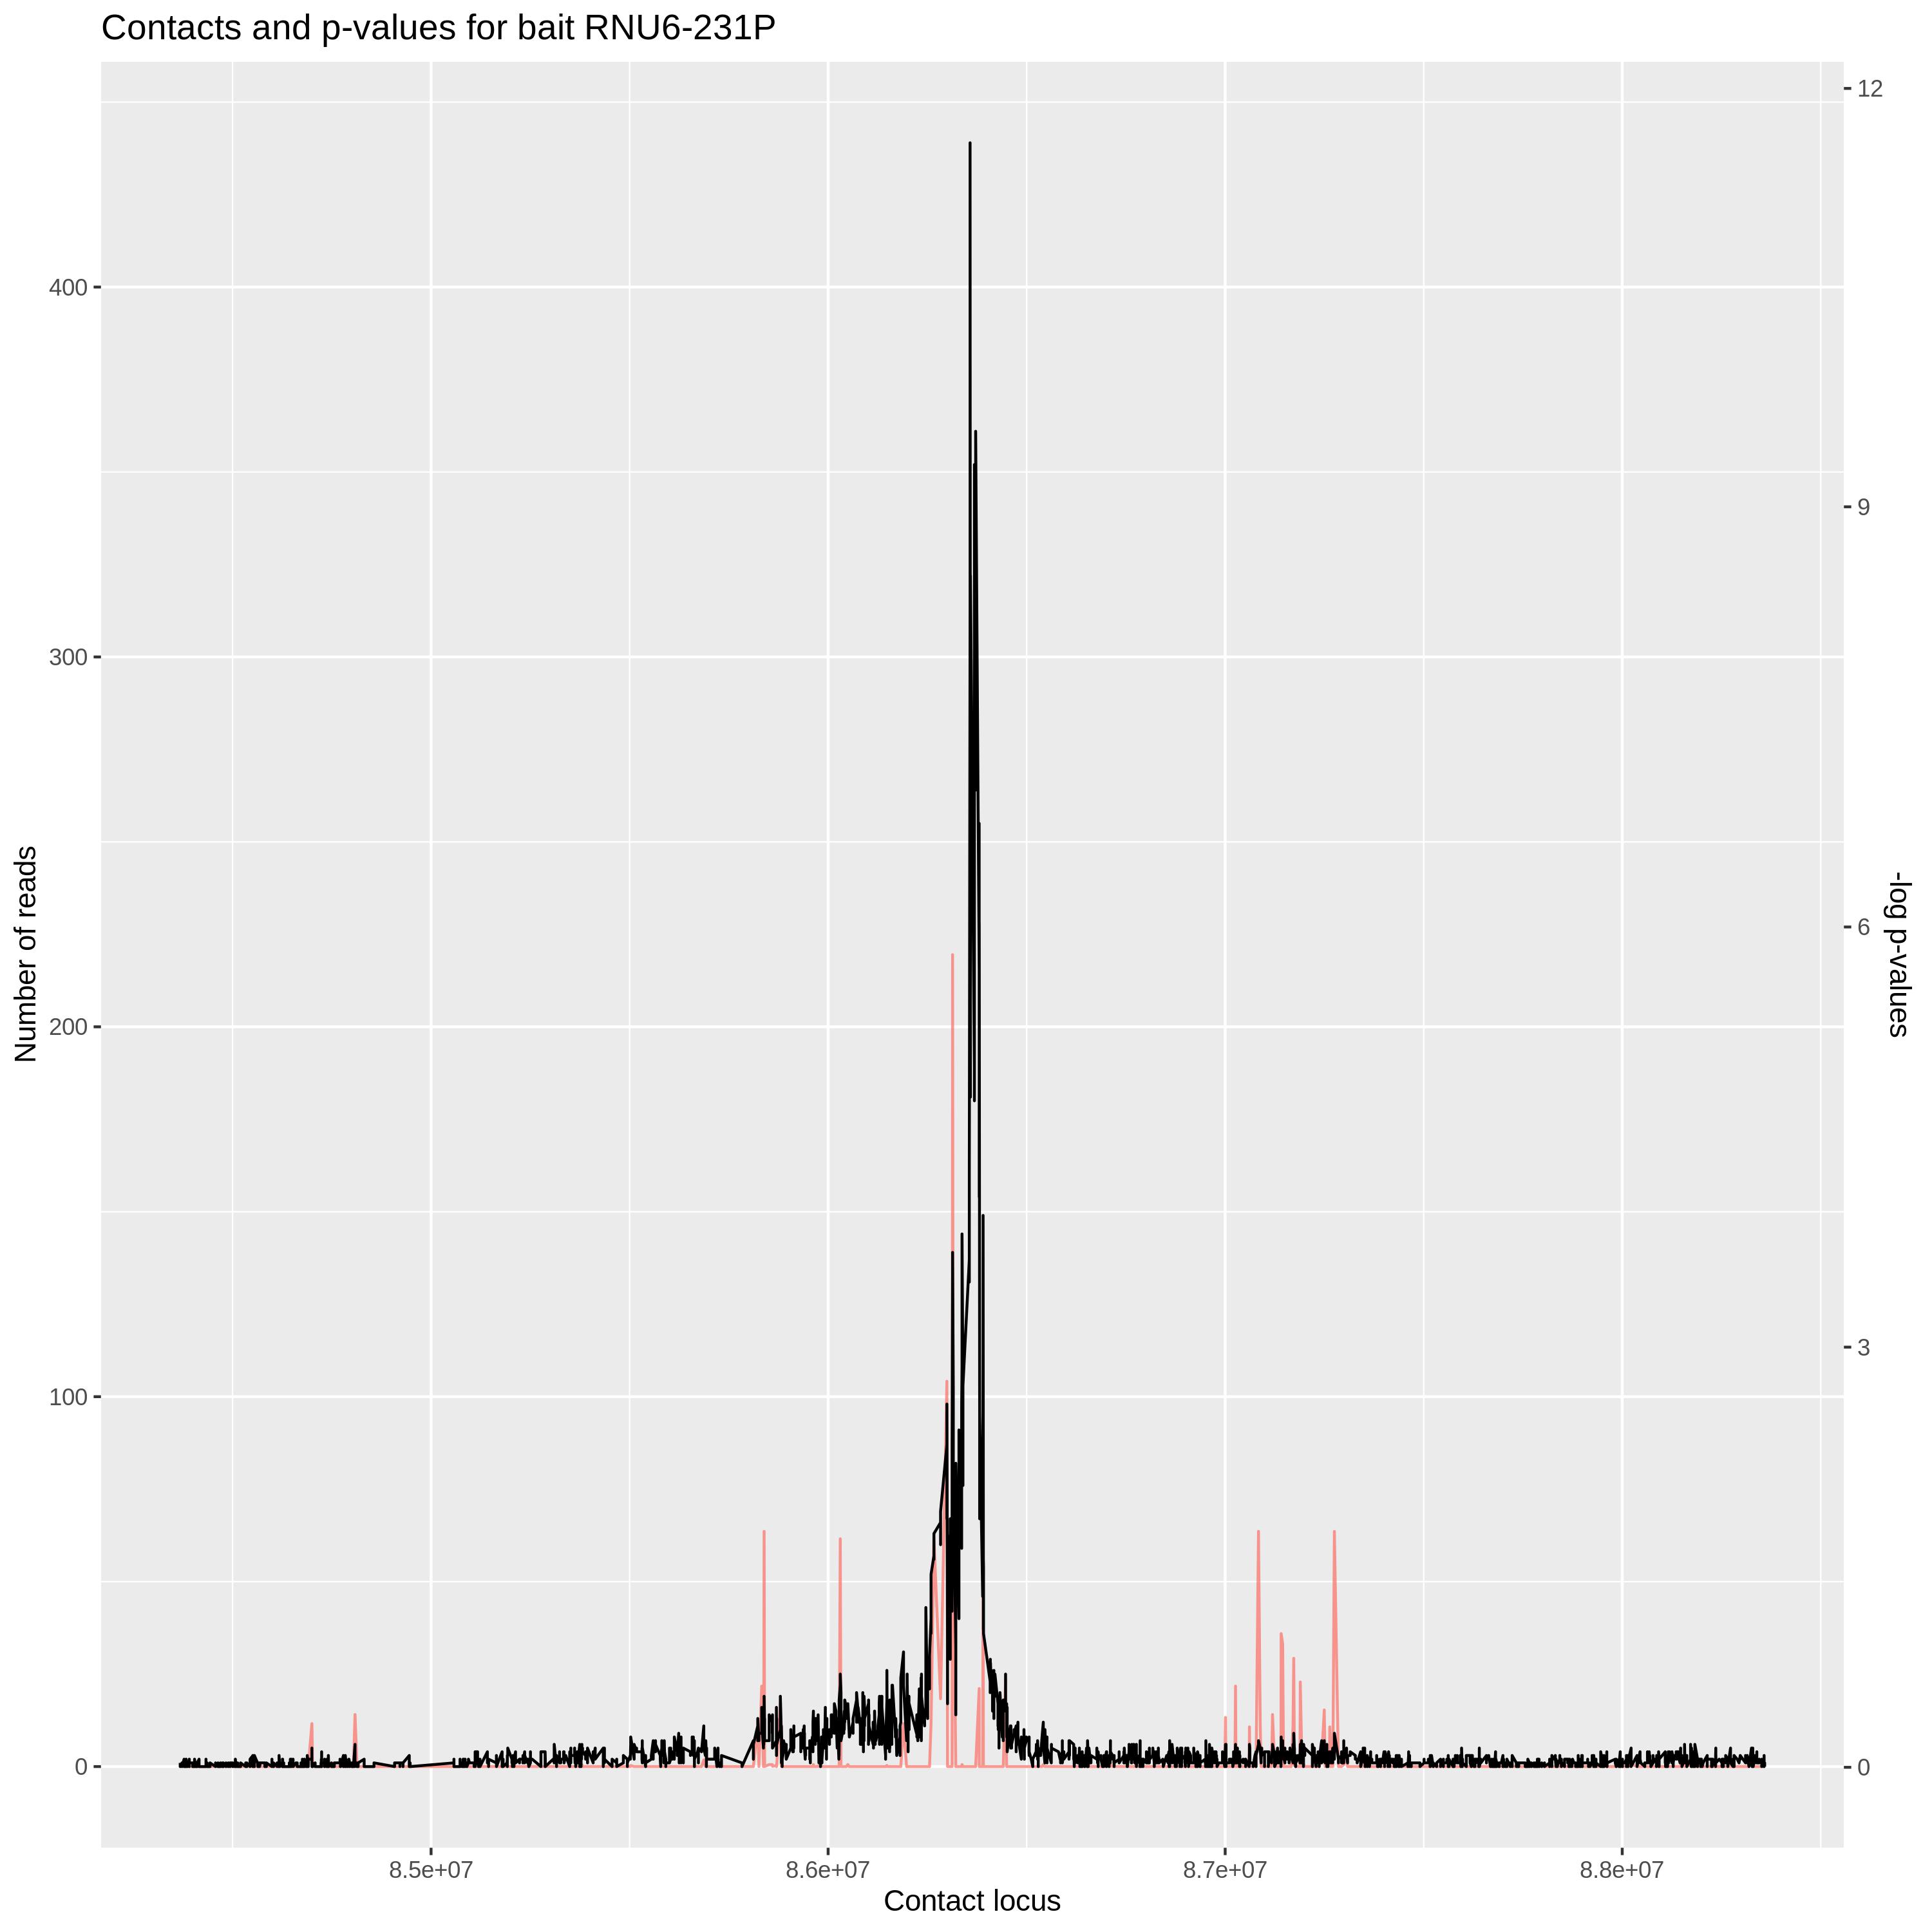 Contacts and p-values for bait RNU6-231P
12
400
9
300
6
200
3
100
0
0
Number of reads
-log p-values
8.5e+07
8.6e+07
8.7e+07
8.8e+07
Contact locus